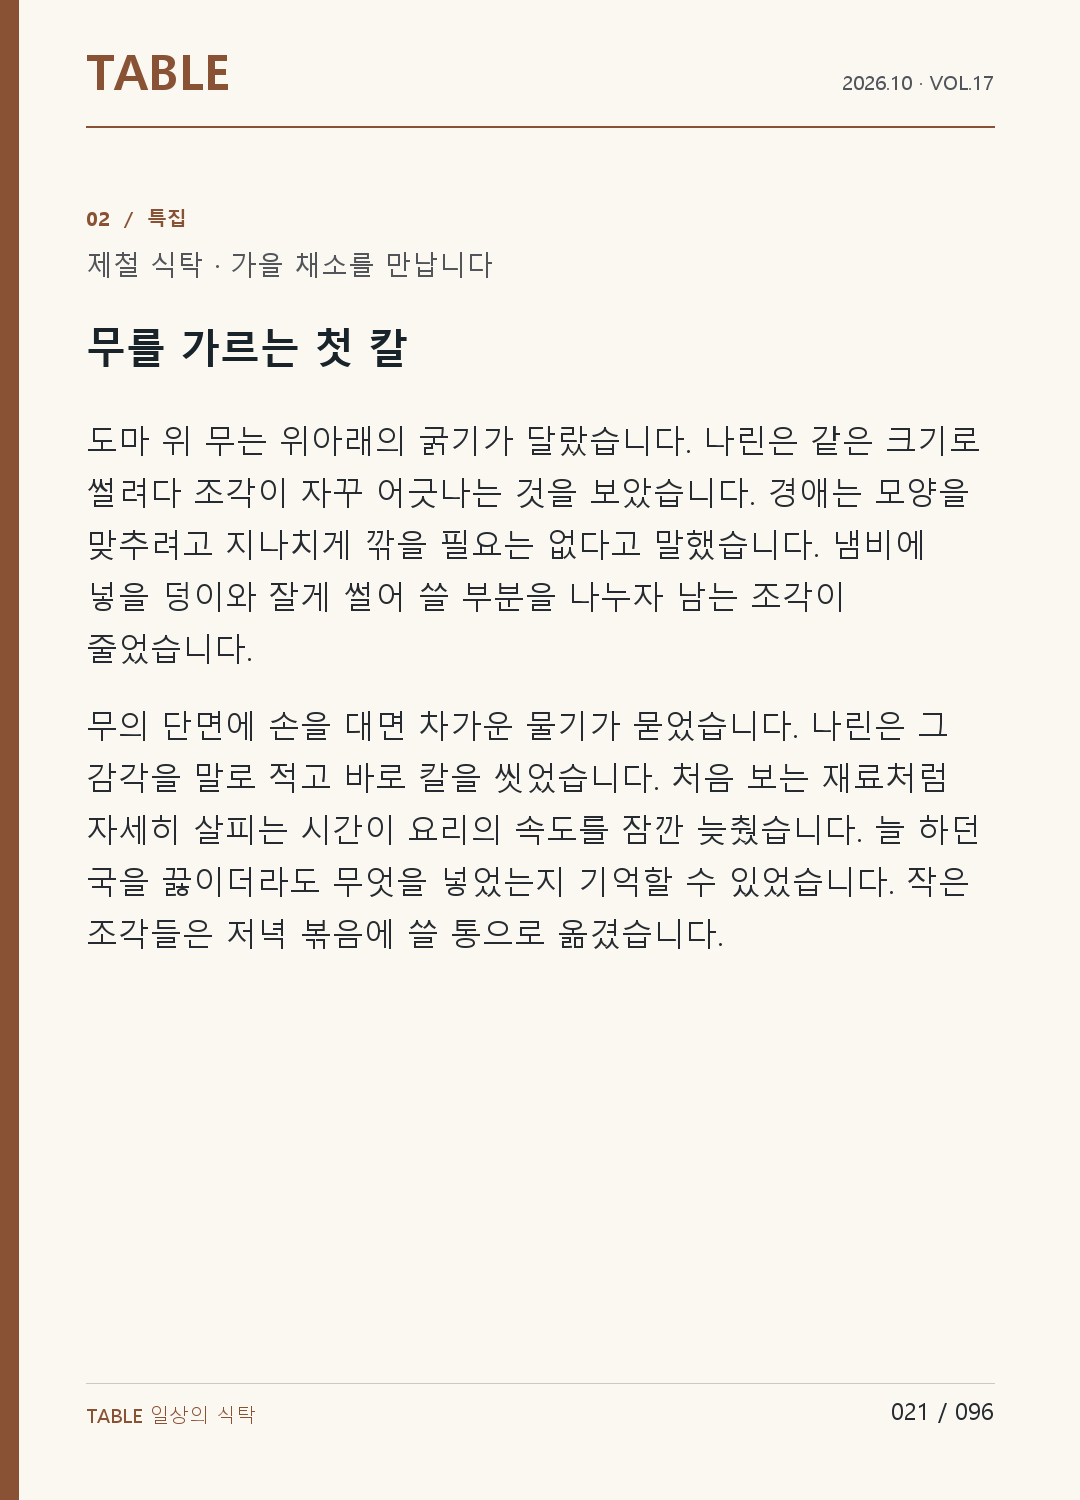 TABLE
2026.10 · VOL.17
02 / 특집
제철 식탁 · 가을 채소를 만납니다
무를 가르는 첫 칼
도마 위 무는 위아래의 굵기가 달랐습니다. 나린은 같은 크기로
썰려다 조각이 자꾸 어긋나는 것을 보았습니다. 경애는 모양을
맞추려고 지나치게 깎을 필요는 없다고 말했습니다. 냄비에
넣을 덩이와 잘게 썰어 쓸 부분을 나누자 남는 조각이
줄었습니다.
무의 단면에 손을 대면 차가운 물기가 묻었습니다. 나린은 그
감각을 말로 적고 바로 칼을 씻었습니다. 처음 보는 재료처럼
자세히 살피는 시간이 요리의 속도를 잠깐 늦췄습니다. 늘 하던
국을 끓이더라도 무엇을 넣었는지 기억할 수 있었습니다. 작은
조각들은 저녁 볶음에 쓸 통으로 옮겼습니다.
TABLE 일상의 식탁
021 / 096